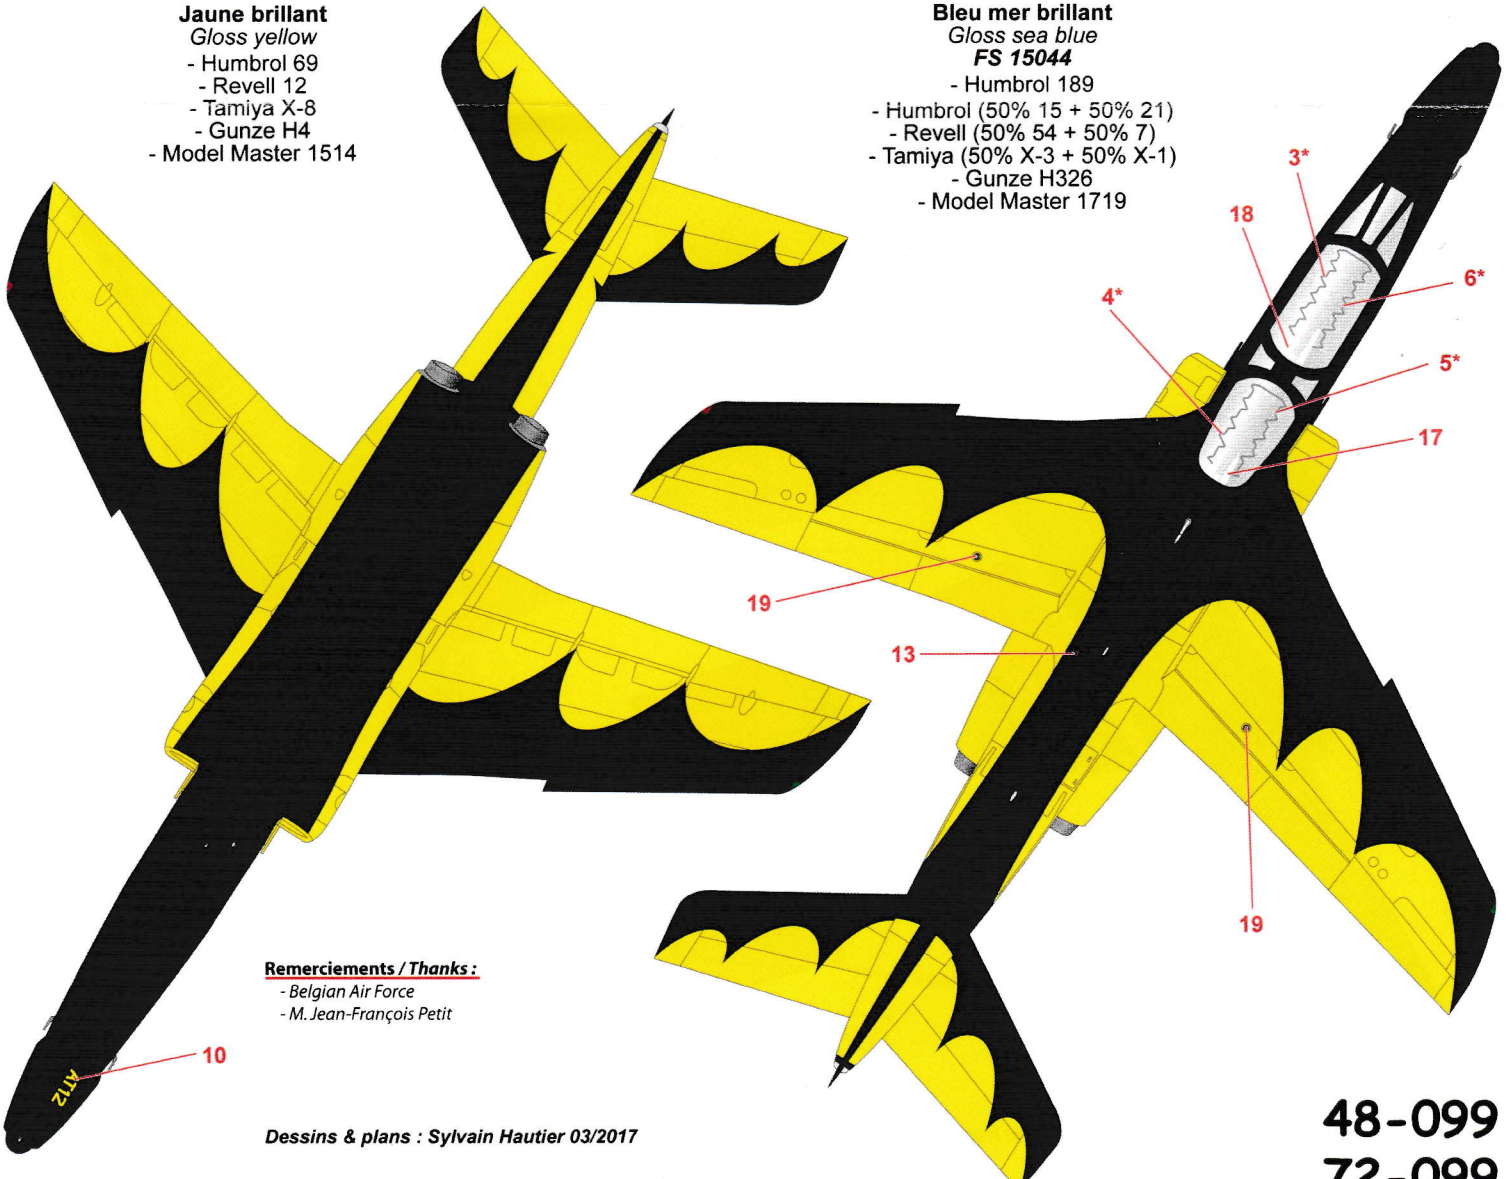 Jaune brillant
Gloss yellow
- Humbrol 69
- Revell 12
- Tamiya X-8
- Gunze H4
- Model Master 1514
Bleu mer brillant
Gloss sea blue
FS 15044
- Humbrol 189
- Humbrol (50% 15 + 50% 21)
- Revell (50% 54 + 50% 7)
- Tamiya (50% X-3 + 50% X-1)
- Gunze H326
- Model Master 1719
3*
18
6*
4*
5*
17
19
13
19
Remerciements / Thanks :
- Belgian Air Force
- M. Jean-François Petit
10
AT12
Dessins & plans : Sylvain Hautier 03/2017
48-099
72-099